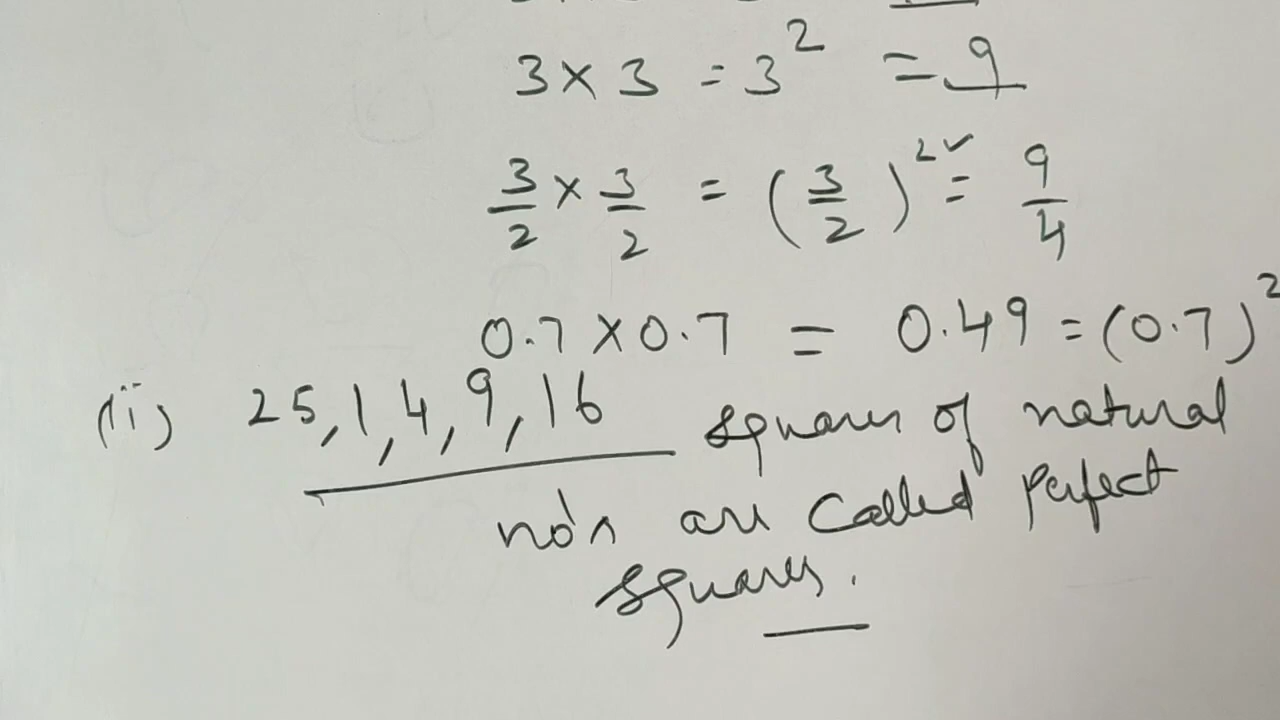 3 × 3 = 3² = 9
3/2 × 3/2 = (3/2)² = 9/4
0.7 × 0.7 = 0.49 = (0.7)²
(ii) 25, 1, 4, 9, 16 squares of natural
no's are called perfect
squares.